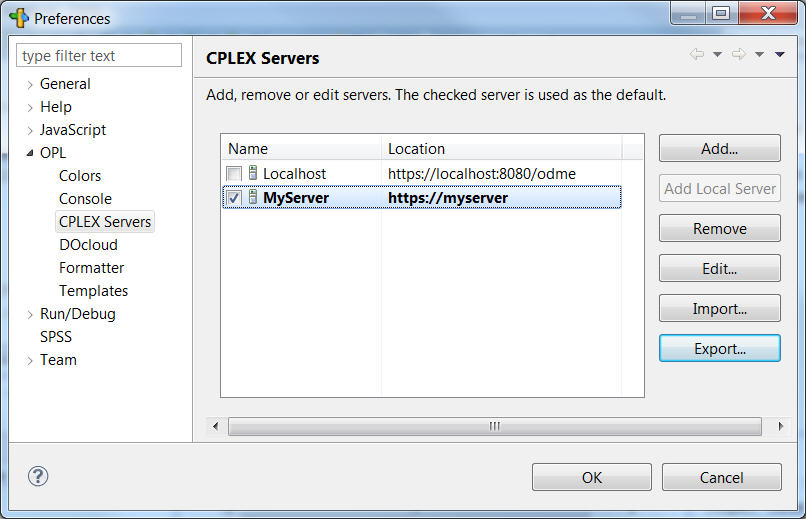 Preferences
type filter text
General
Help
JavaScript
OPL
Colors
Console
CPLEX Servers
DOcloud
Formatter
Templates
Run/Debug
SPSS
Team
CPLEX Servers
Add, remove or edit servers. The checked server is used as the default.
Name Location
Localhost https://localhost:8080/odme
MyServer https://myserver
Add...
Add Local Server
Remove
Edit...
Import...
Export...
OK Cancel